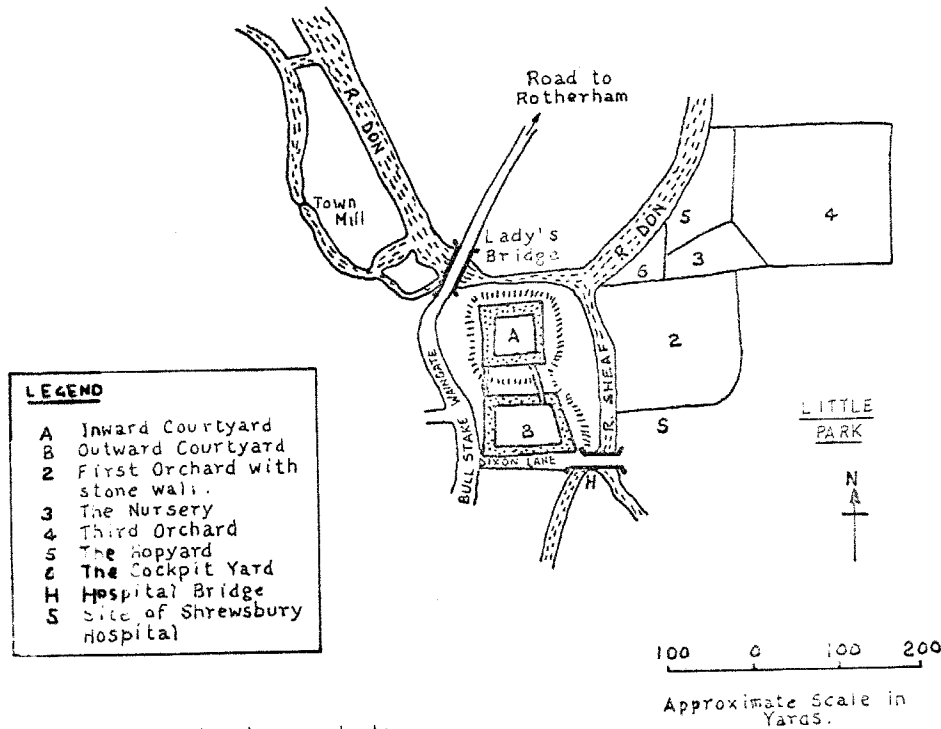 Road to
Rotherham
R. DON
Town
Mill
Lady's
Bridge
R. DON
5
4
3
6
A
2
WAINGATE
R. SHEAF
B
S
LITTLE
PARK
BULL STAKE
DIXON LANE
H
N
LEGEND
A Inward Courtyard
B Outward Courtyard
2 First Orchard with
stone wall.
3 The Nursery
4 Third Orchard
5 The Hopyard
6 The Cockpit Yard
H Hospital Bridge
S Site of Shrewsbury
Hospital
100 0 100 200
Approximate Scale in
Yards.